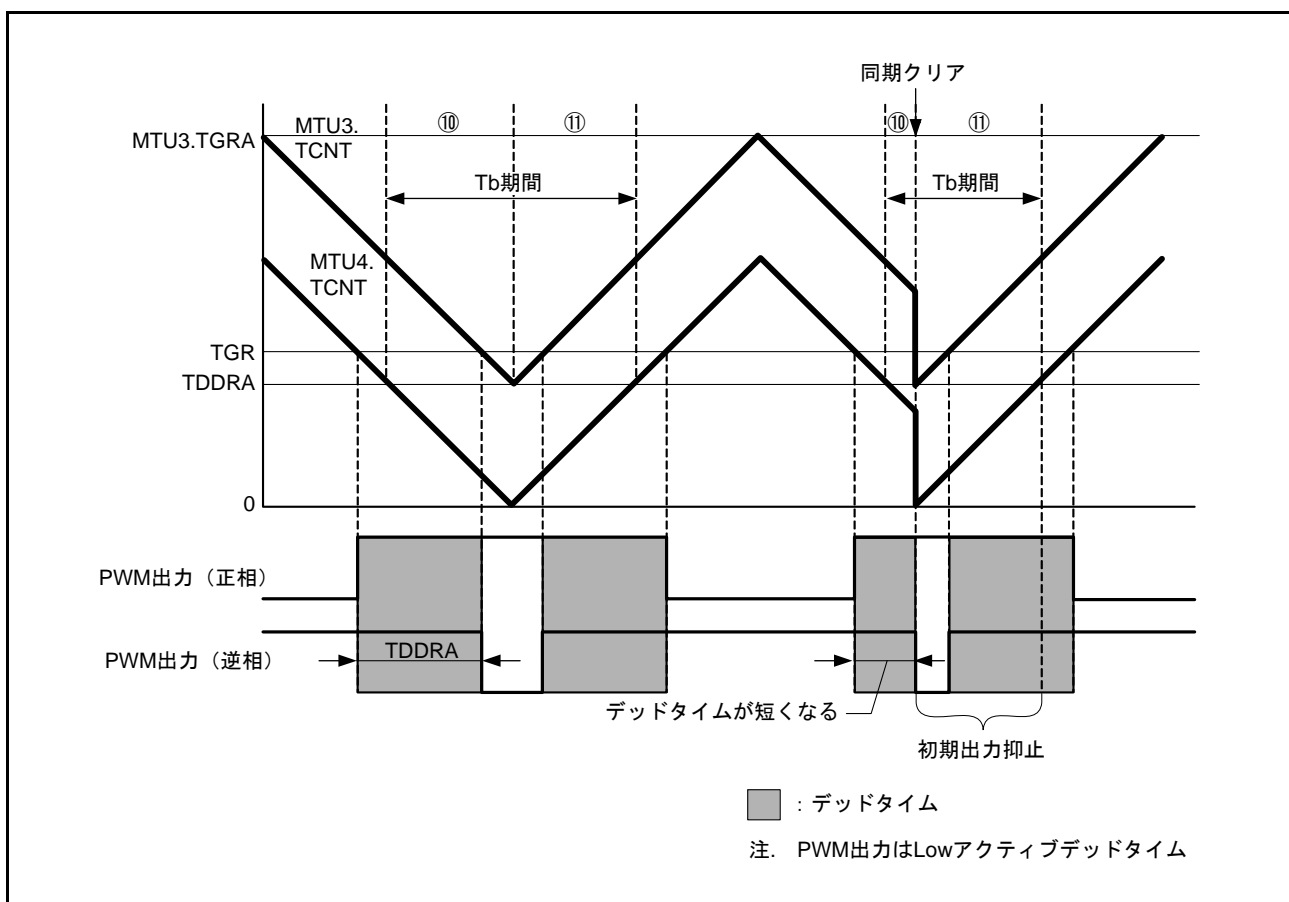 同期クリア
MTU3.TGRA
MTU3.
TCNT
⑩
⑪
⑩
⑪
Tb期間
Tb期間
MTU4.
TCNT
TGR
TDDRA
0
PWM出力（正相）
PWM出力（逆相）
TDDRA
デッドタイムが短くなる
初期出力抑止
：デッドタイム
注. PWM出力はLowアクティブデッドタイム